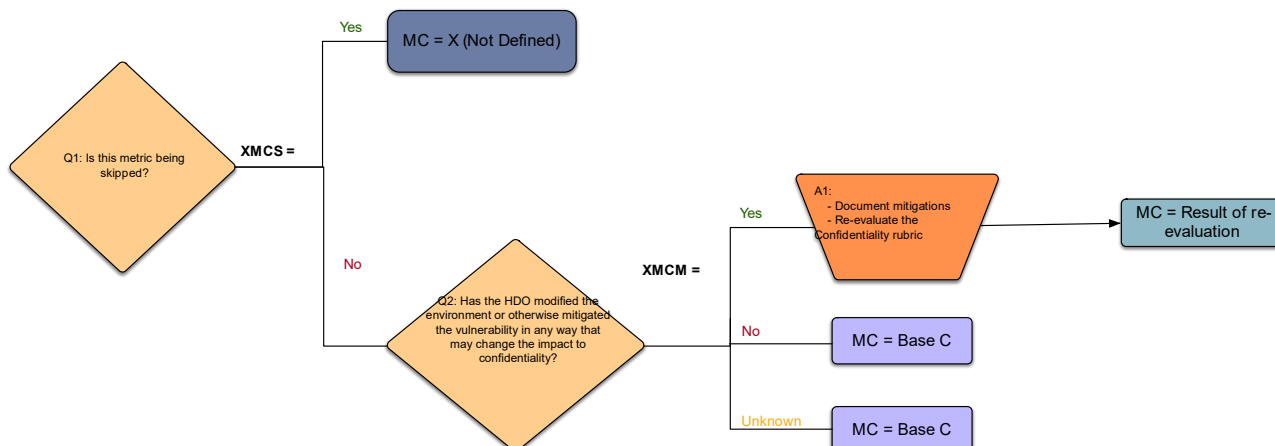 Yes
MC = X (Not Defined)
Q1: Is this metric being
skipped?
XMCS =
No
Q2: Has the HDO modified the
environment or otherwise mitigated
the vulnerability in any way that
may change the impact to
confidentiality?
XMCM =
Yes
A1:
- Document mitigations
- Re-evaluate the
Confidentiality rubric
MC = Result of re-
evaluation
No
MC = Base C
Unknown
MC = Base C